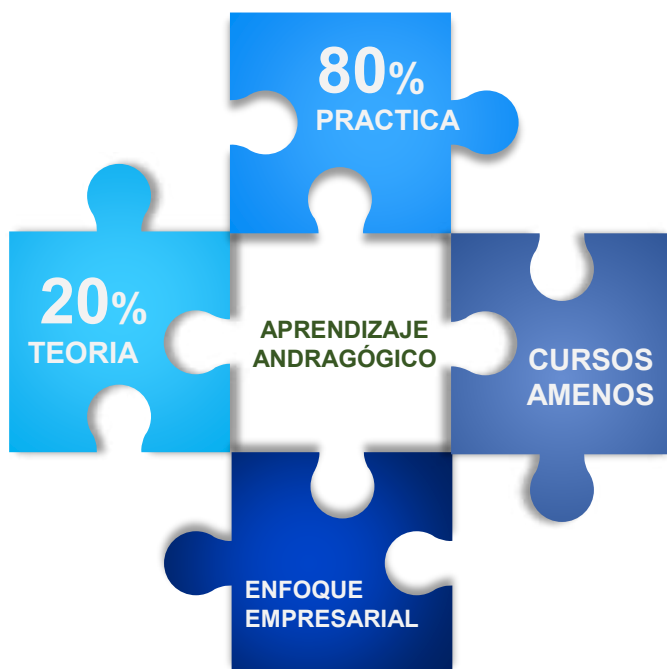 80%
PRACTICA
20%
TEORIA
APRENDIZAJE
ANDRAGÓGICO
CURSOS
AMENOS
ENFOQUE
EMPRESARIAL